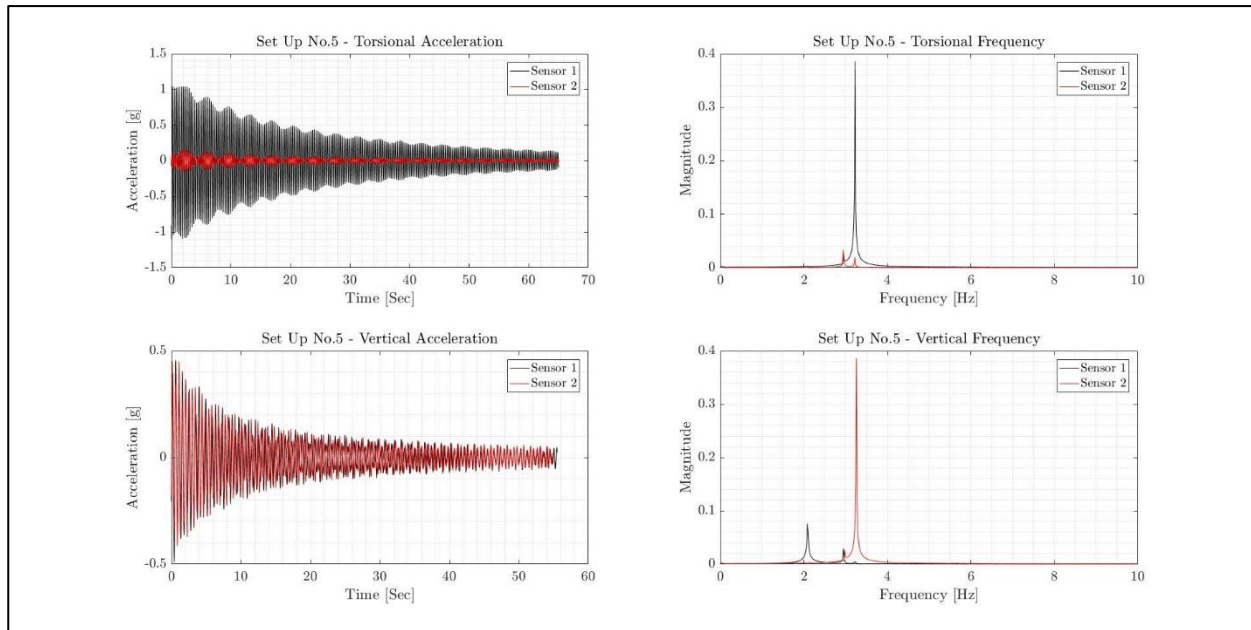 Set Up No.5 - Torsional Acceleration
1.5
1
0.5
0
-0.5
-1
-1.5
Acceleration [g]
0 10 20 30 40 50 60 70
Time [Sec]
Sensor 1
Sensor 2
Set Up No.5 - Torsional Frequency
0.4
0.3
0.2
0.1
0
Magnitude
0 2 4 6 8 10
Frequency [Hz]
Sensor 1
Sensor 2
Set Up No.5 - Vertical Acceleration
0.5
0
-0.5
Acceleration [g]
0 10 20 30 40 50 60
Time [Sec]
Sensor 1
Sensor 2
Set Up No.5 - Vertical Frequency
0.4
0.3
0.2
0.1
0
Magnitude
0 2 4 6 8 10
Frequency [Hz]
Sensor 1
Sensor 2